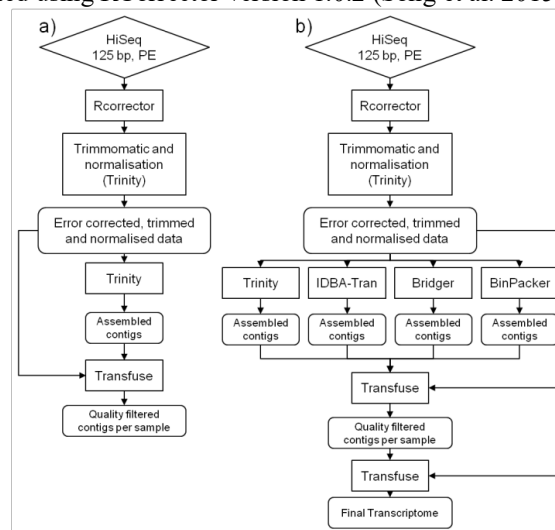 a)
HiSeq
125 bp, PE
Rcorrector
Trimmomatic and
normalisation
(Trinity)
Error corrected, trimmed
and normalised data
Trinity
Assembled
contigs
Transfuse
Quality filtered
contigs per sample
b)
HiSeq
125 bp, PE
Rcorrector
Trimmomatic and
normalisation
(Trinity)
Error corrected, trimmed
and normalised data
Trinity
IDBA-Tran
Bridger
BinPacker
Assembled
contigs
Assembled
contigs
Assembled
contigs
Assembled
contigs
Transfuse
Quality filtered
contigs per sample
Transfuse
Final Transcriptome